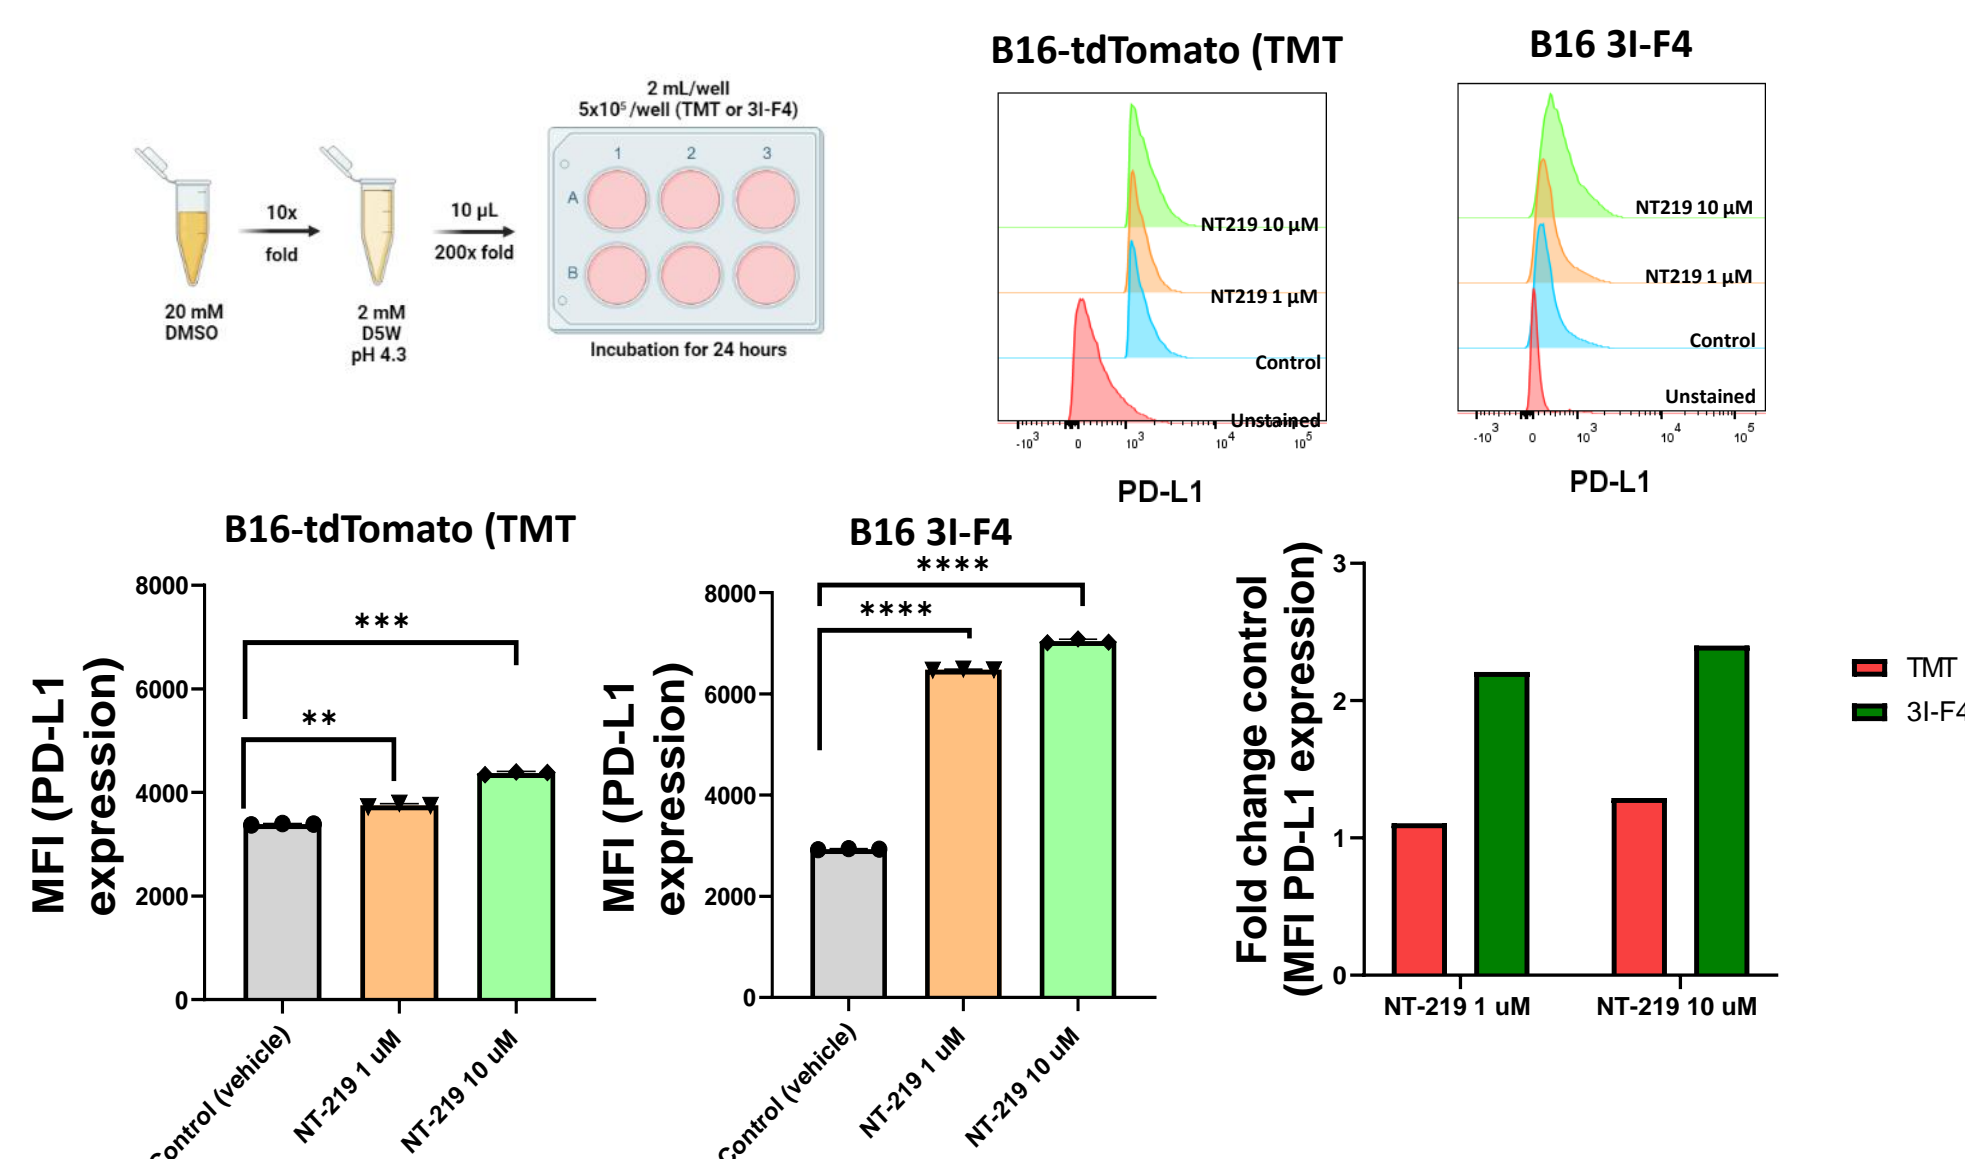 2 mL/well
5x10⁵ /well (TMT or 3I-F4)
1 2 3
A
B
10x
fold
10 µL
200x fold
20 mM
DMSO
2 mM
D5W
pH 4.3
Incubation for 24 hours
B16-tdTomato (TMT
NT219 10 µM
NT219 1 µM
Control
Unstained
-10³ 0 10³ 10⁴ 10⁵
PD-L1
B16 3I-F4
NT219 10 µM
NT219 1 µM
Control
Unstained
-10³ 0 10³ 10⁴ 10⁵
PD-L1
B16-tdTomato (TMT
MFI (PD-L1
expression)
8000
6000
4000
2000
0
***
**
Control (vehicle)
NT-219 1 uM
NT-219 10 uM
B16 3I-F4
MFI (PD-L1
expression)
8000
6000
4000
2000
0
****
****
Control (vehicle)
NT-219 1 uM
NT-219 10 uM
Fold change control
(MFI PD-L1 expression)
3
2
1
0
NT-219 1 uM
NT-219 10 uM
TMT
3I-F4